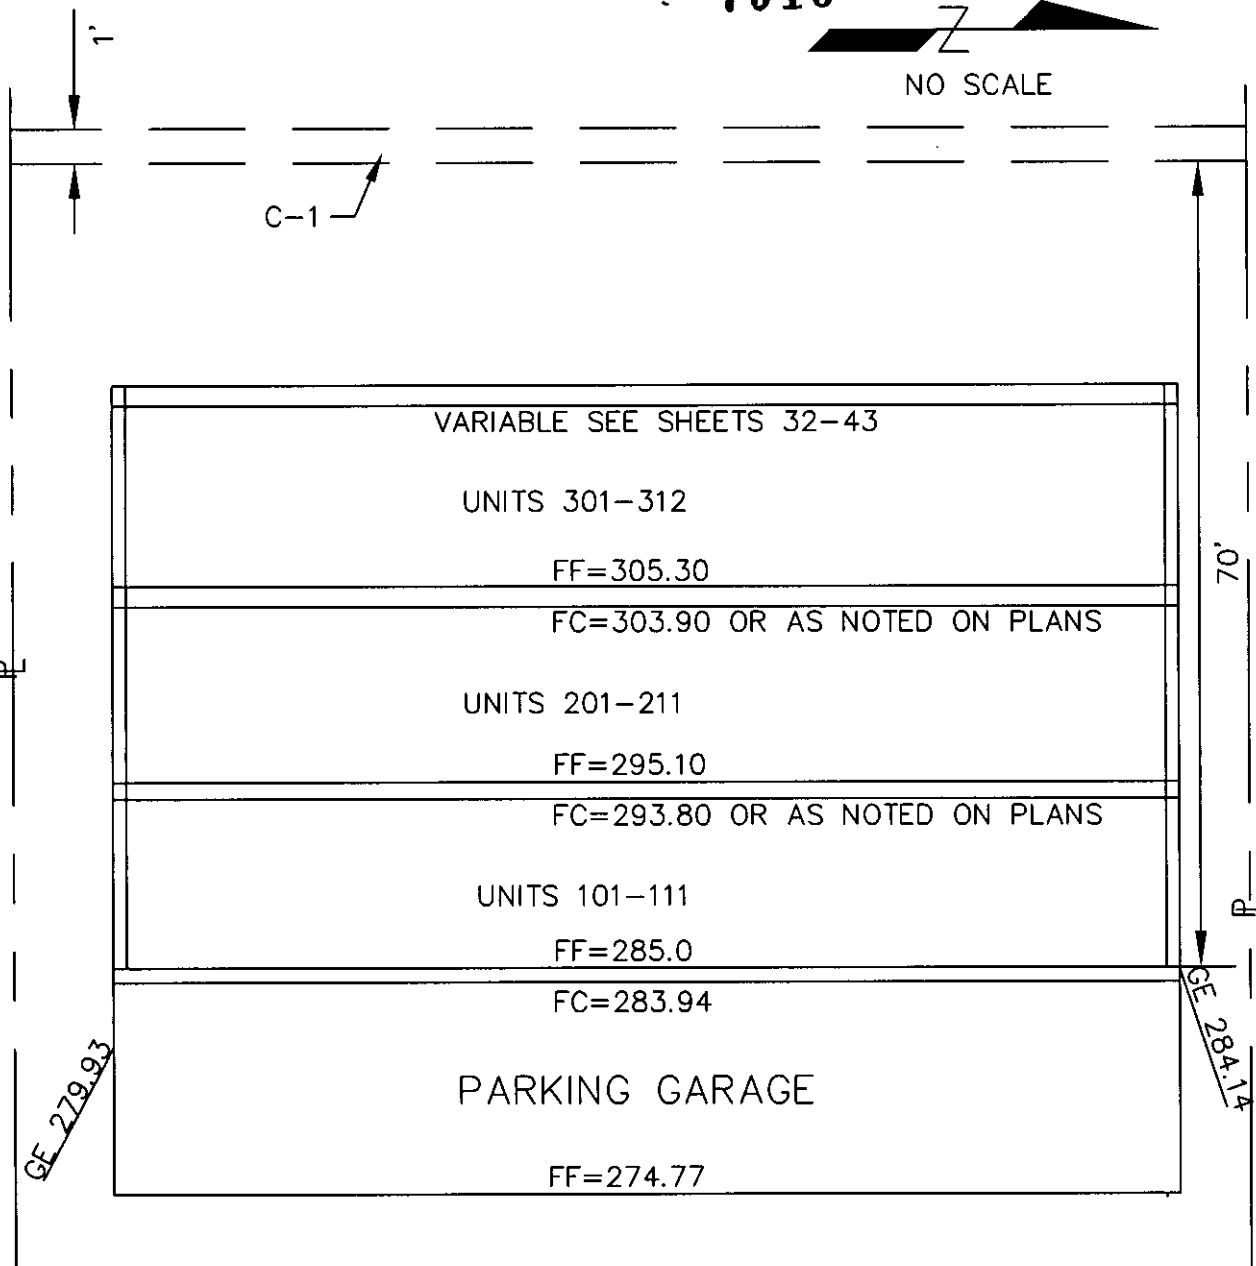 1'
Z
NO SCALE
C-1
VARIABLE SEE SHEETS 32-43
UNITS 301-312
FF=305.30
70'
FC=303.90 OR AS NOTED ON PLANS
PL
UNITS 201-211
FF=295.10
FC=293.80 OR AS NOTED ON PLANS
UNITS 101-111
FF=285.0
FC=283.94
GE 279.93
GE 284.14
PARKING GARAGE
FF=274.77